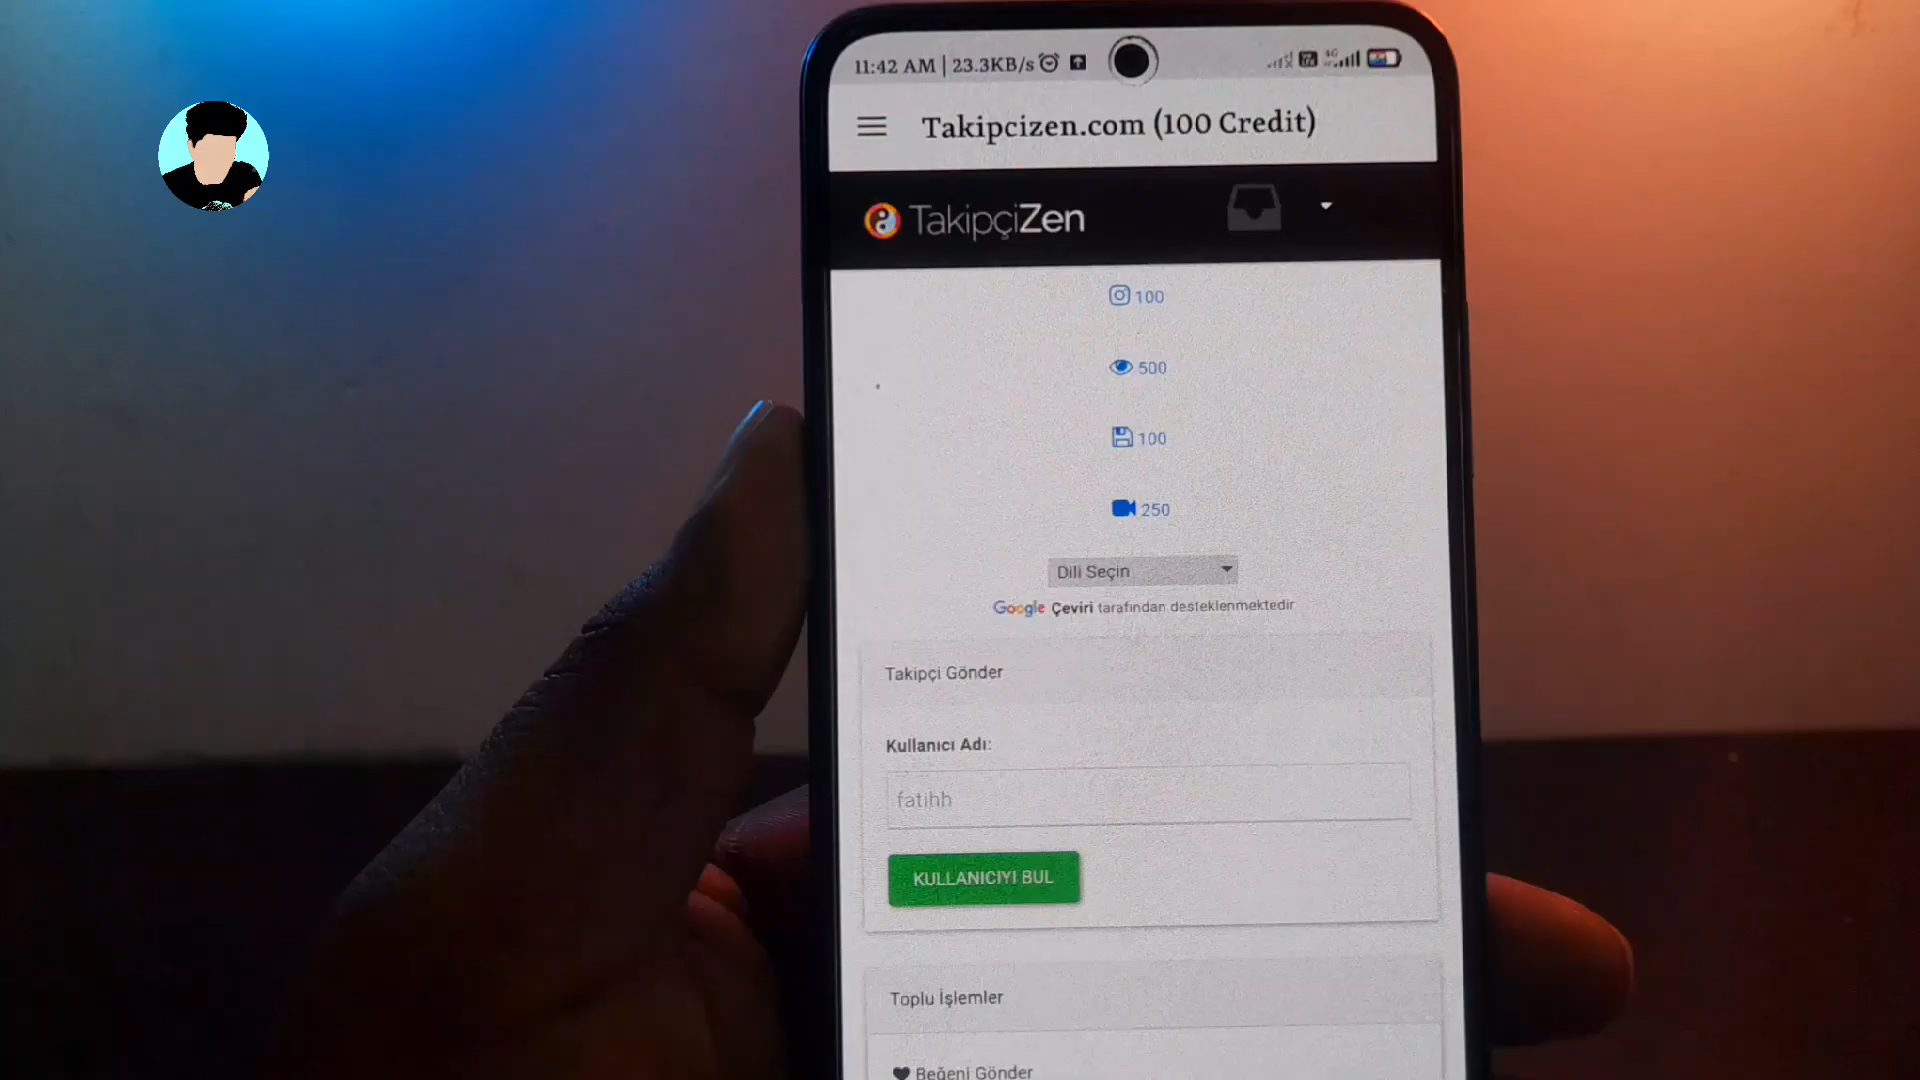 11:42 AM | 23.3KB/s
4G
Takipcizen.com (100 Credit)
TakipçiZen
100
500
100
250
Dili Seçin
Google Çeviri tarafından desteklenmektedir
Takipçi Gönder
Kullanıcı Adı:
fatihh
KULLANICIYI BUL
Toplu İşlemler
Beğeni Gönder